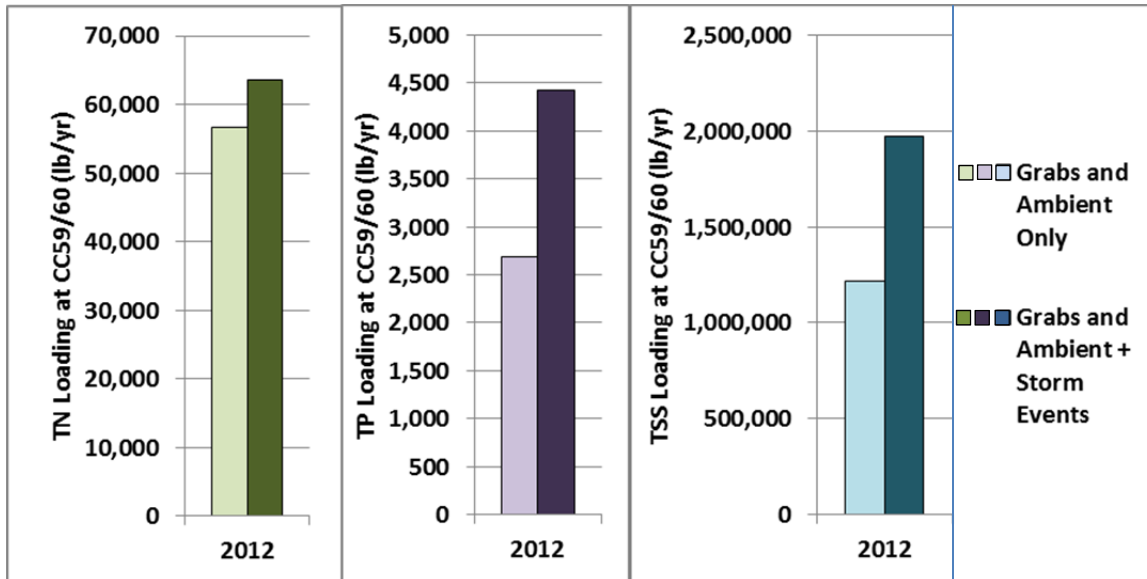 TN Loading at CC59/60 (lb/yr)
70,000
60,000
50,000
40,000
30,000
20,000
10,000
0
2012
TP Loading at CC59/60 (lb/yr)
5,000
4,500
4,000
3,500
3,000
2,500
2,000
1,500
1,000
500
0
2012
TSS Loading at CC59/60 (lb/yr)
2,500,000
2,000,000
1,500,000
1,000,000
500,000
0
2012
Grabs and
Ambient
Only
Grabs and
Ambient +
Storm
Events